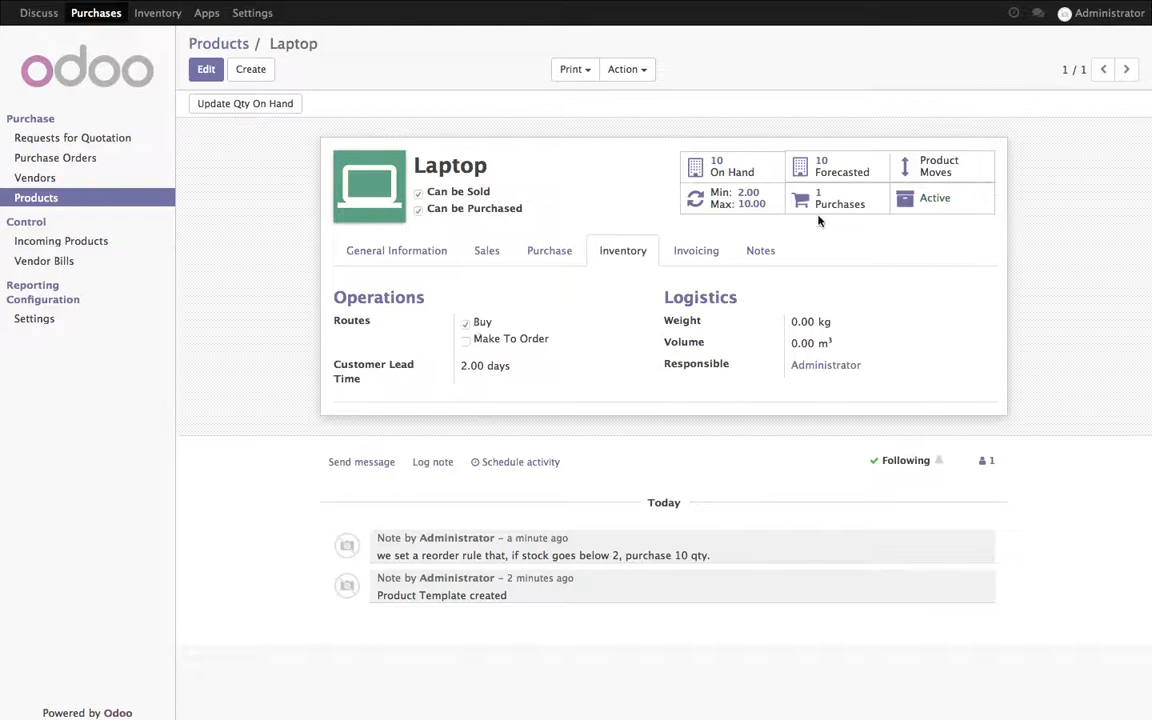 Discuss Purchases Inventory Apps Settings Administrator
Products / Laptop
odoo
Edit Create Print Action 1 / 1
Update Qty On Hand
Purchase
Requests for Quotation
Purchase Orders
Vendors
Products
Control
Incoming Products
Vendor Bills
Reporting
Configuration
Settings
Powered by Odoo
Laptop
Can be Sold
Can be Purchased
10
On Hand
10
Forecasted
Product
Moves
Min: 2.00
Max: 10.00
1
Purchases
Active
General Information Sales Purchase Inventory Invoicing Notes
Operations
Routes Buy
Make To Order
Customer Lead Time 2.00 days
Logistics
Weight 0.00 kg
Volume 0.00 m³
Responsible Administrator
Send message Log note Schedule activity Following 1
Today
Note by Administrator – a minute ago
we set a reorder rule that, if stock goes below 2, purchase 10 qty.
Note by Administrator – 2 minutes ago
Product Template created